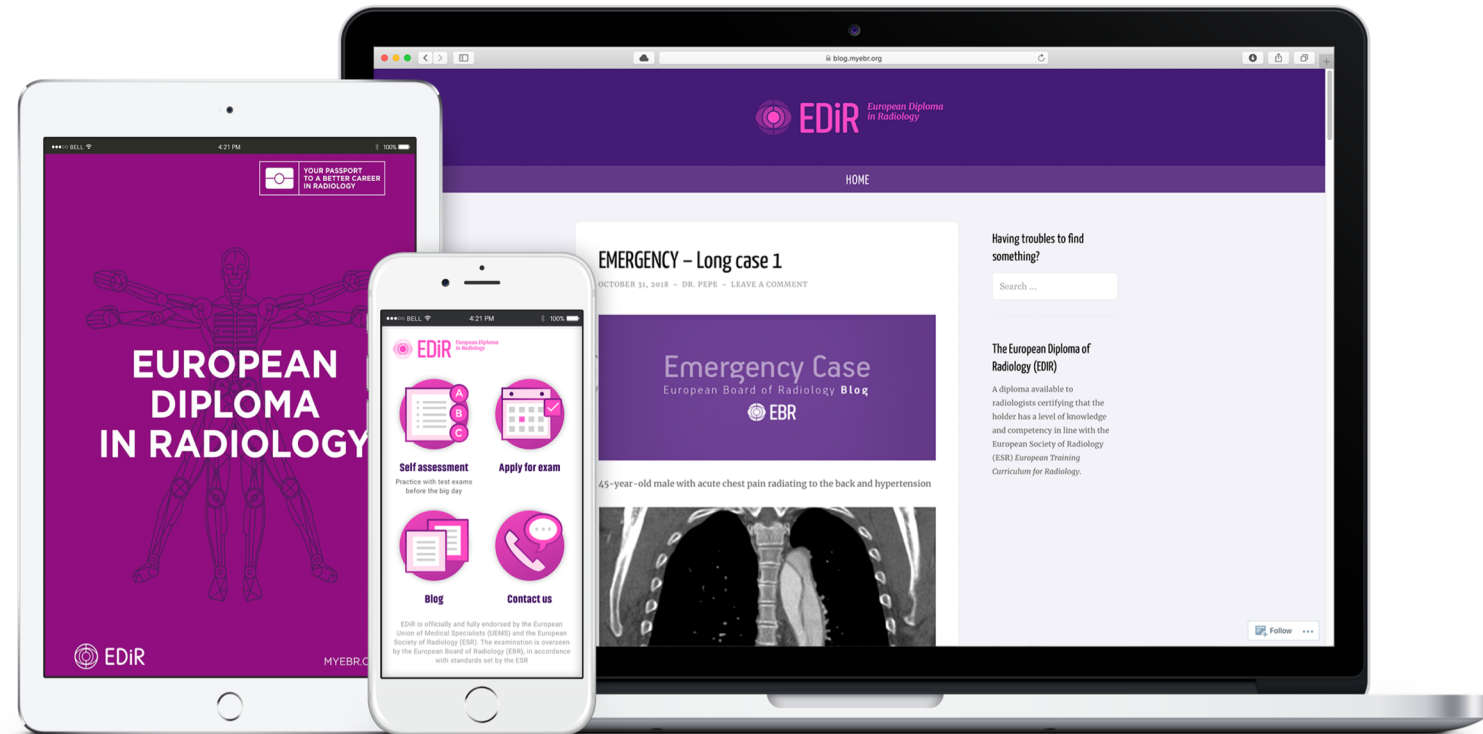 ●●●○○ BELL 4:21 PM 100%
YOUR PASSPORT
TO A BETTER CAREER
IN RADIOLOGY
EUROPEAN
DIPLOMA
IN RADIOLOGY
EDiR
MYEBR.
●●●○○ BELL 4:21 PM 100%
EDiR European Diploma
in Radiology
A
B
C
Self assessment
Practice with test exams
before the big day
Apply for exam
Blog
Contact us
EDiR is officially and fully endorsed by the European
Union of Medical Specialists (UEMS) and the European
Society of Radiology (ESR). The examination is overseen
by the European Board of Radiology (EBR), in accordance
with standards set by the ESR
blog.myebr.org
EDiR European Diploma
in Radiology
HOME
EMERGENCY – Long case 1
OCTOBER 31, 2018 ~ DR. PEPE ~ LEAVE A COMMENT
Emergency Case
European Board of Radiology Blog
EBR
45-year-old male with acute chest pain radiating to the back and hypertension
Having troubles to find
something?
Search ...
The European Diploma of
Radiology (EDIR)
A diploma available to
radiologists certifying that the
holder has a level of knowledge
and competency in line with the
European Society of Radiology
(ESR) European Training
Curriculum for Radiology.
Follow